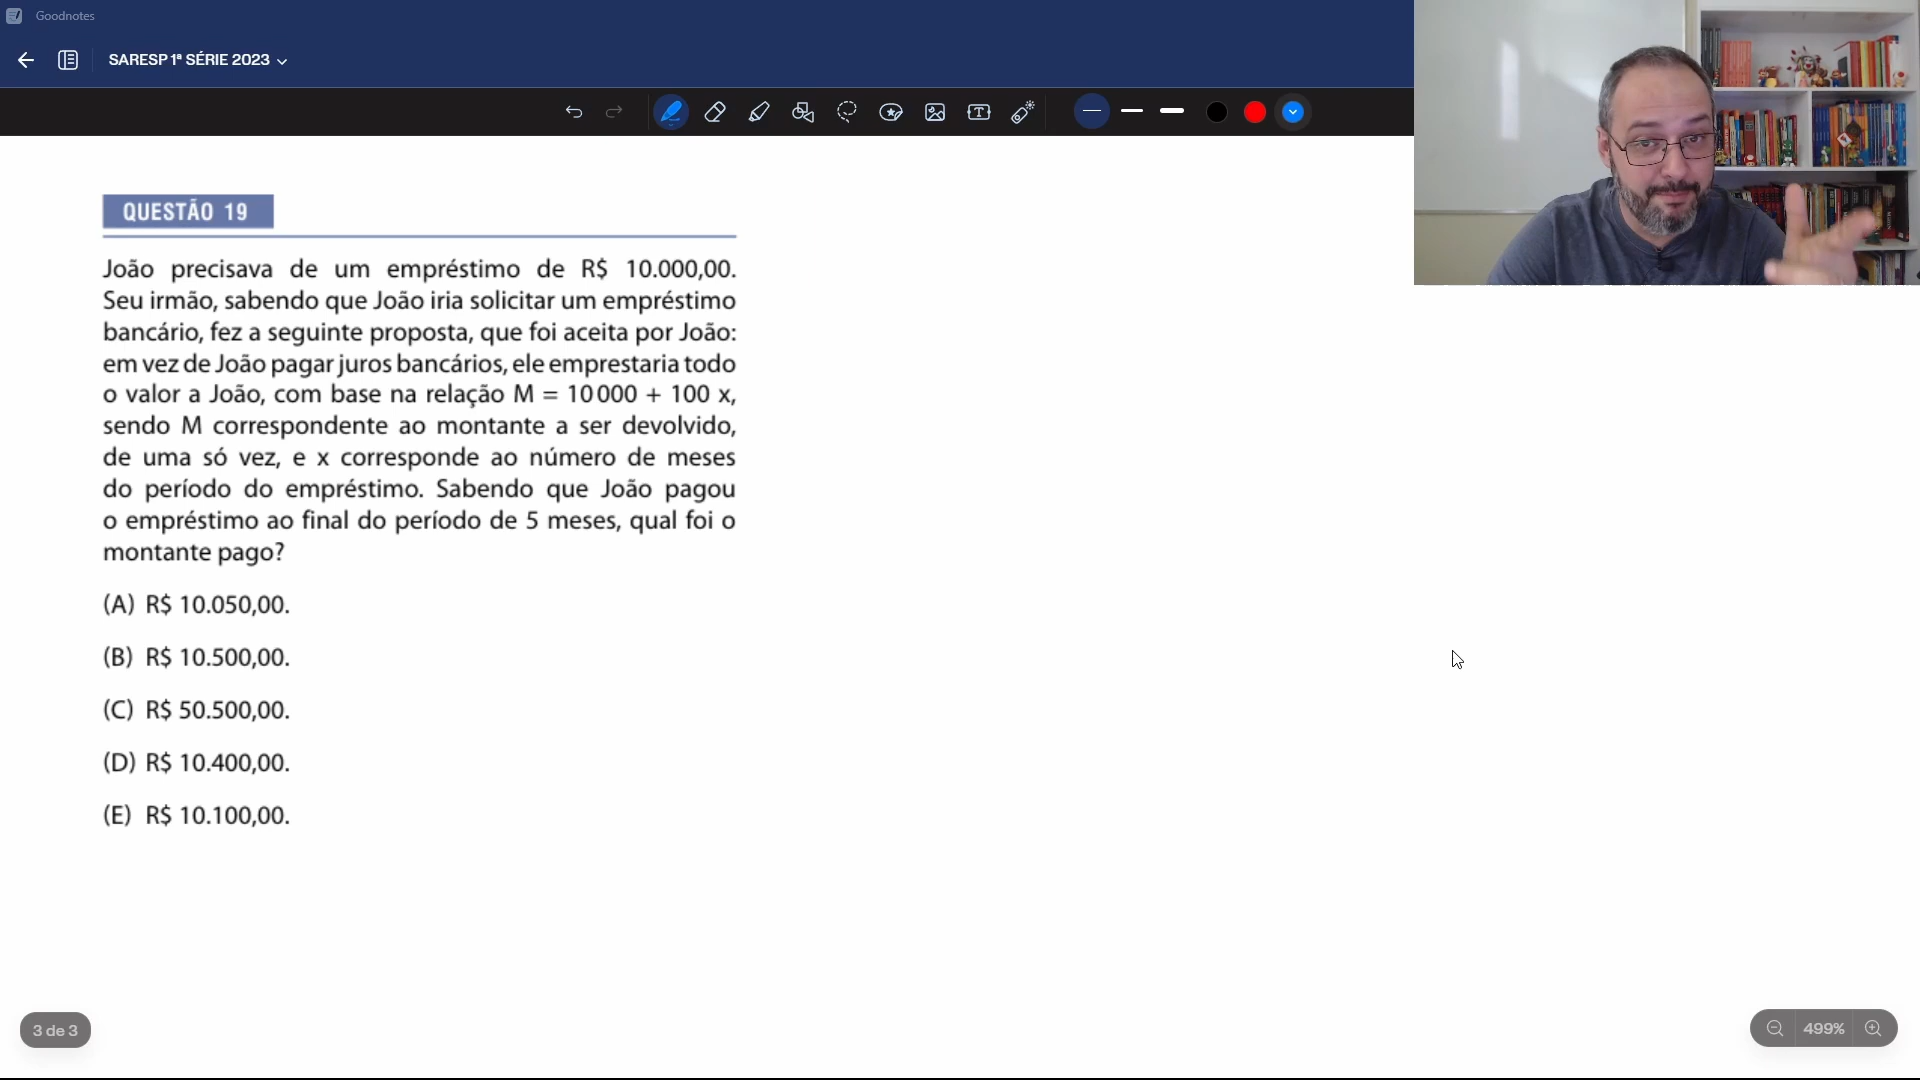 Goodnotes
SARESP 1ª SÉRIE 2023
QUESTÃO 19
João precisava de um empréstimo de R$ 10.000,00.
Seu irmão, sabendo que João iria solicitar um empréstimo
bancário, fez a seguinte proposta, que foi aceita por João:
em vez de João pagar juros bancários, ele emprestaria todo
o valor a João, com base na relação M = 10 000 + 100 x,
sendo M correspondente ao montante a ser devolvido,
de uma só vez, e x corresponde ao número de meses
do período do empréstimo. Sabendo que João pagou
o empréstimo ao final do período de 5 meses, qual foi o
montante pago?
(A) R$ 10.050,00.
(B) R$ 10.500,00.
(C) R$ 50.500,00.
(D) R$ 10.400,00.
(E) R$ 10.100,00.
3 de 3
499%